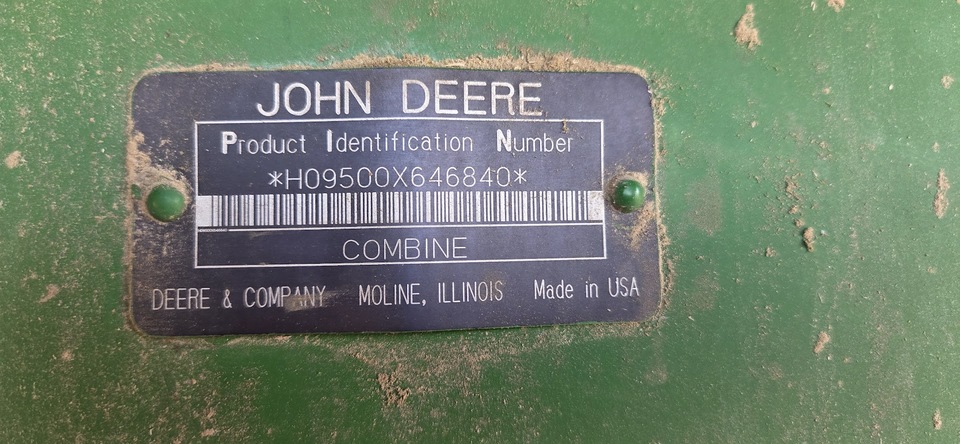 JOHN DEERE
Product Identification Number
*H09500X646840*
COMBINE
DEERE & COMPANY MOLINE, ILLINOIS Made in USA